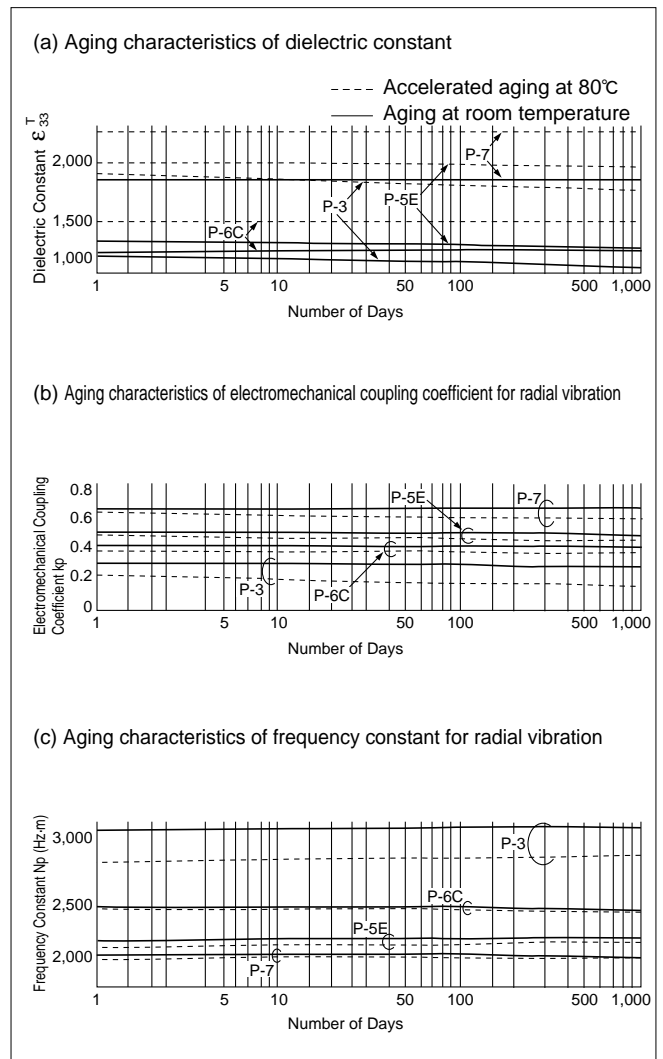 (a) Aging characteristics of dielectric constant
Accelerated aging at 80℃
Aging at room temperature
Dielectric Constant ε33T
2,000
1,500
1,000
P-7
P-3
P-5E
P-6C
1 5 10 50 100 500 1,000
Number of Days
(b) Aging characteristics of electromechanical coupling coefficient for radial vibration
Electromechanical Coupling
Coefficient kp
0.8
0.6
0.4
0.2
0
P-5E
P-7
P-3
P-6C
1 5 10 50 100 500 1,000
Number of Days
(c) Aging characteristics of frequency constant for radial vibration
Frequency Constant Np (Hz·m)
3,000
2,500
2,000
P-3
P-6C
P-5E
P-7
1 5 10 50 100 500 1,000
Number of Days